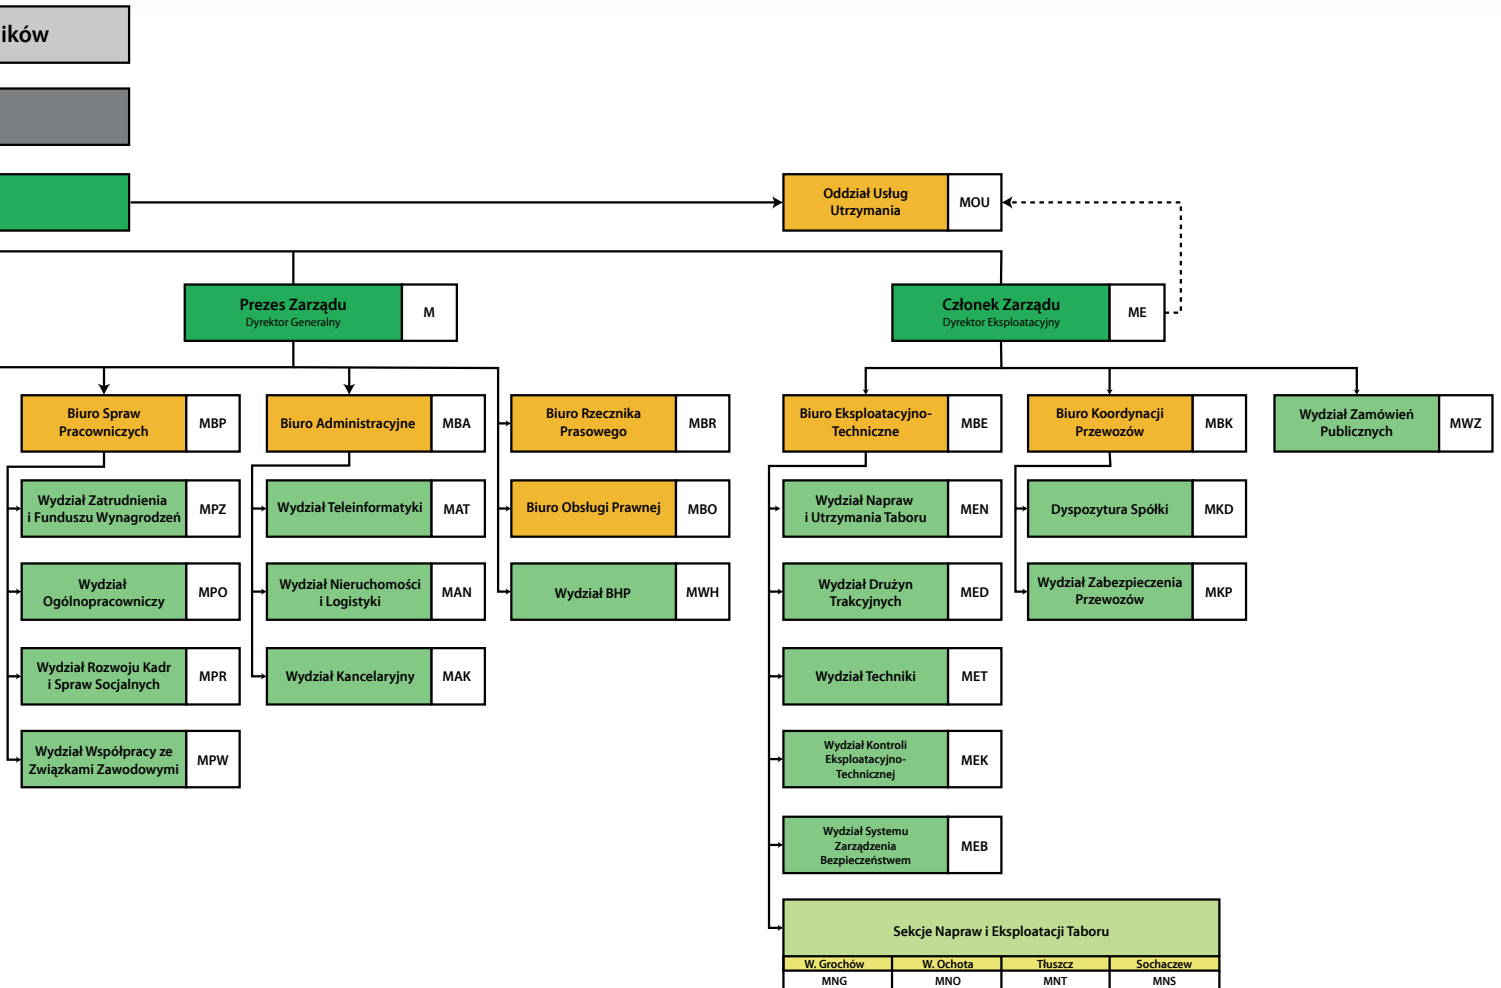 ików
Oddział Usług
Utrzymania
MOU
Prezes Zarządu
Dyrektor Generalny
M
Członek Zarządu
Dyrektor Eksploatacyjny
ME
Biuro Spraw
Pracowniczych
MBP
Biuro Administracyjne
MBA
Biuro Rzecznika
Prasowego
MBR
Biuro Eksploatacyjno-
Techniczne
MBE
Biuro Koordynacji
Przewozów
MBK
Wydział Zamówień
Publicznych
MWZ
Wydział Zatrudnienia
i Funduszu Wynagrodzeń
MPZ
Wydział Teleinformatyki
MAT
Biuro Obsługi Prawnej
MBO
Wydział Napraw
i Utrzymania Taboru
MEN
Dyspozytura Spółki
MKD
Wydział
Ogólnopracowniczy
MPO
Wydział Nieruchomości
i Logistyki
MAN
Wydział BHP
MWH
Wydział Drużyn
Trakcyjnych
MED
Wydział Zabezpieczenia
Przewozów
MKP
Wydział Rozwoju Kadr
i Spraw Socjalnych
MPR
Wydział Kancelaryjny
MAK
Wydział Techniki
MET
Wydział Współpracy ze
Związkami Zawodowymi
MPW
Wydział Kontroli
Eksploatacyjno-
Technicznej
MEK
Wydział Systemu
Zarządzenia
Bezpieczeństwem
MEB
Sekcje Napraw i Eksploatacji Taboru
W. Grochów
W. Ochota
Tłuszcz
Sochaczew
MNG
MNO
MNT
MNS